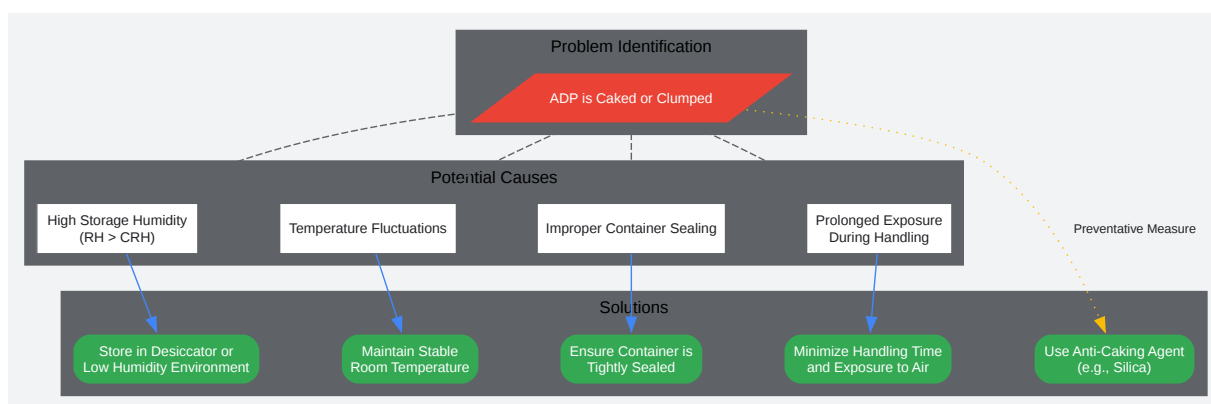 Problem Identification
ADP is Caked or Clumped
Potential Causes
High Storage Humidity
(RH > CRH)
Temperature Fluctuations
Improper Container Sealing
Prolonged Exposure
During Handling
Preventative Measure
Solutions
Store in Desiccator or
Low Humidity Environment
Maintain Stable
Room Temperature
Ensure Container is
Tightly Sealed
Minimize Handling Time
and Exposure to Air
Use Anti-Caking Agent
(e.g., Silica)